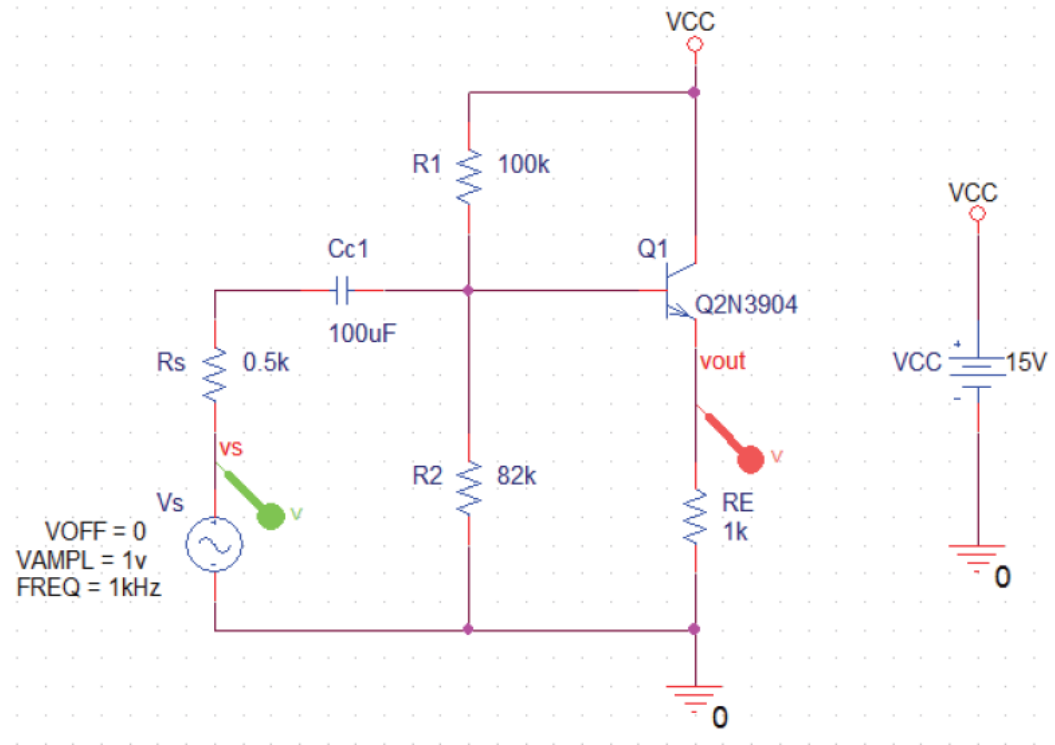 VCC
R1 100k
Cc1
100uF
Q1
Q2N3904
VCC
VCC 15V
Rs 0.5k
vout
v
vs
v
Vs
VOFF = 0
VAMPL = 1v
FREQ = 1kHz
R2 82k
RE
1k
0
0